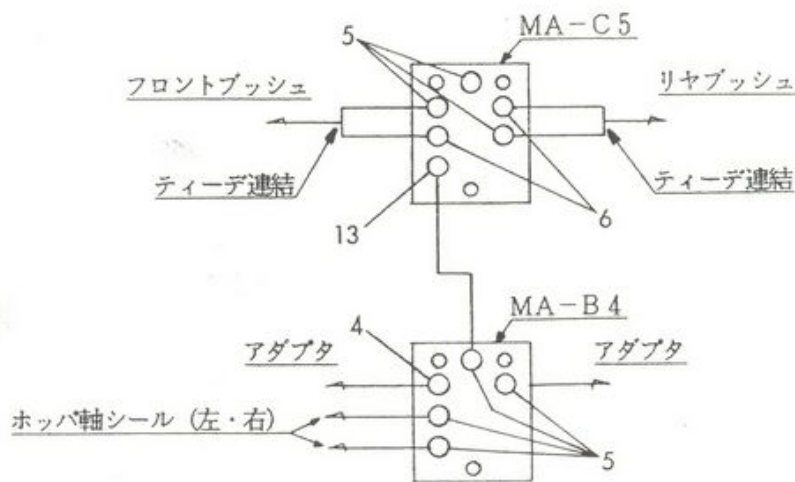 MA-C5
5
フロントブッシュ
リヤブッシュ
ティーデ連結
ティーデ連結
13
6
MA-B4
4
アダプタ
アダプタ
ホッパ軸シール (左・右)
5